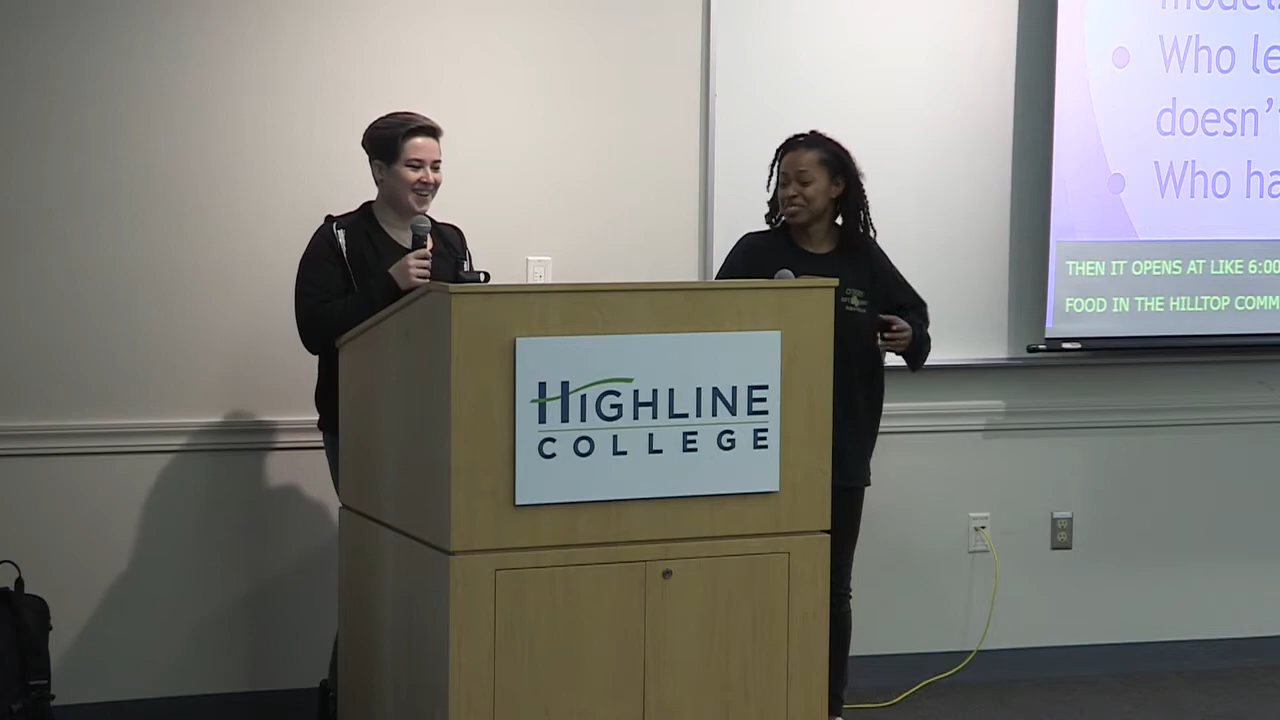 model
Who le
doesn'
Who ha
THEN IT OPENS AT LIKE 6:00
FOOD IN THE HILLTOP COMM
HIGHLINE
COLLEGE